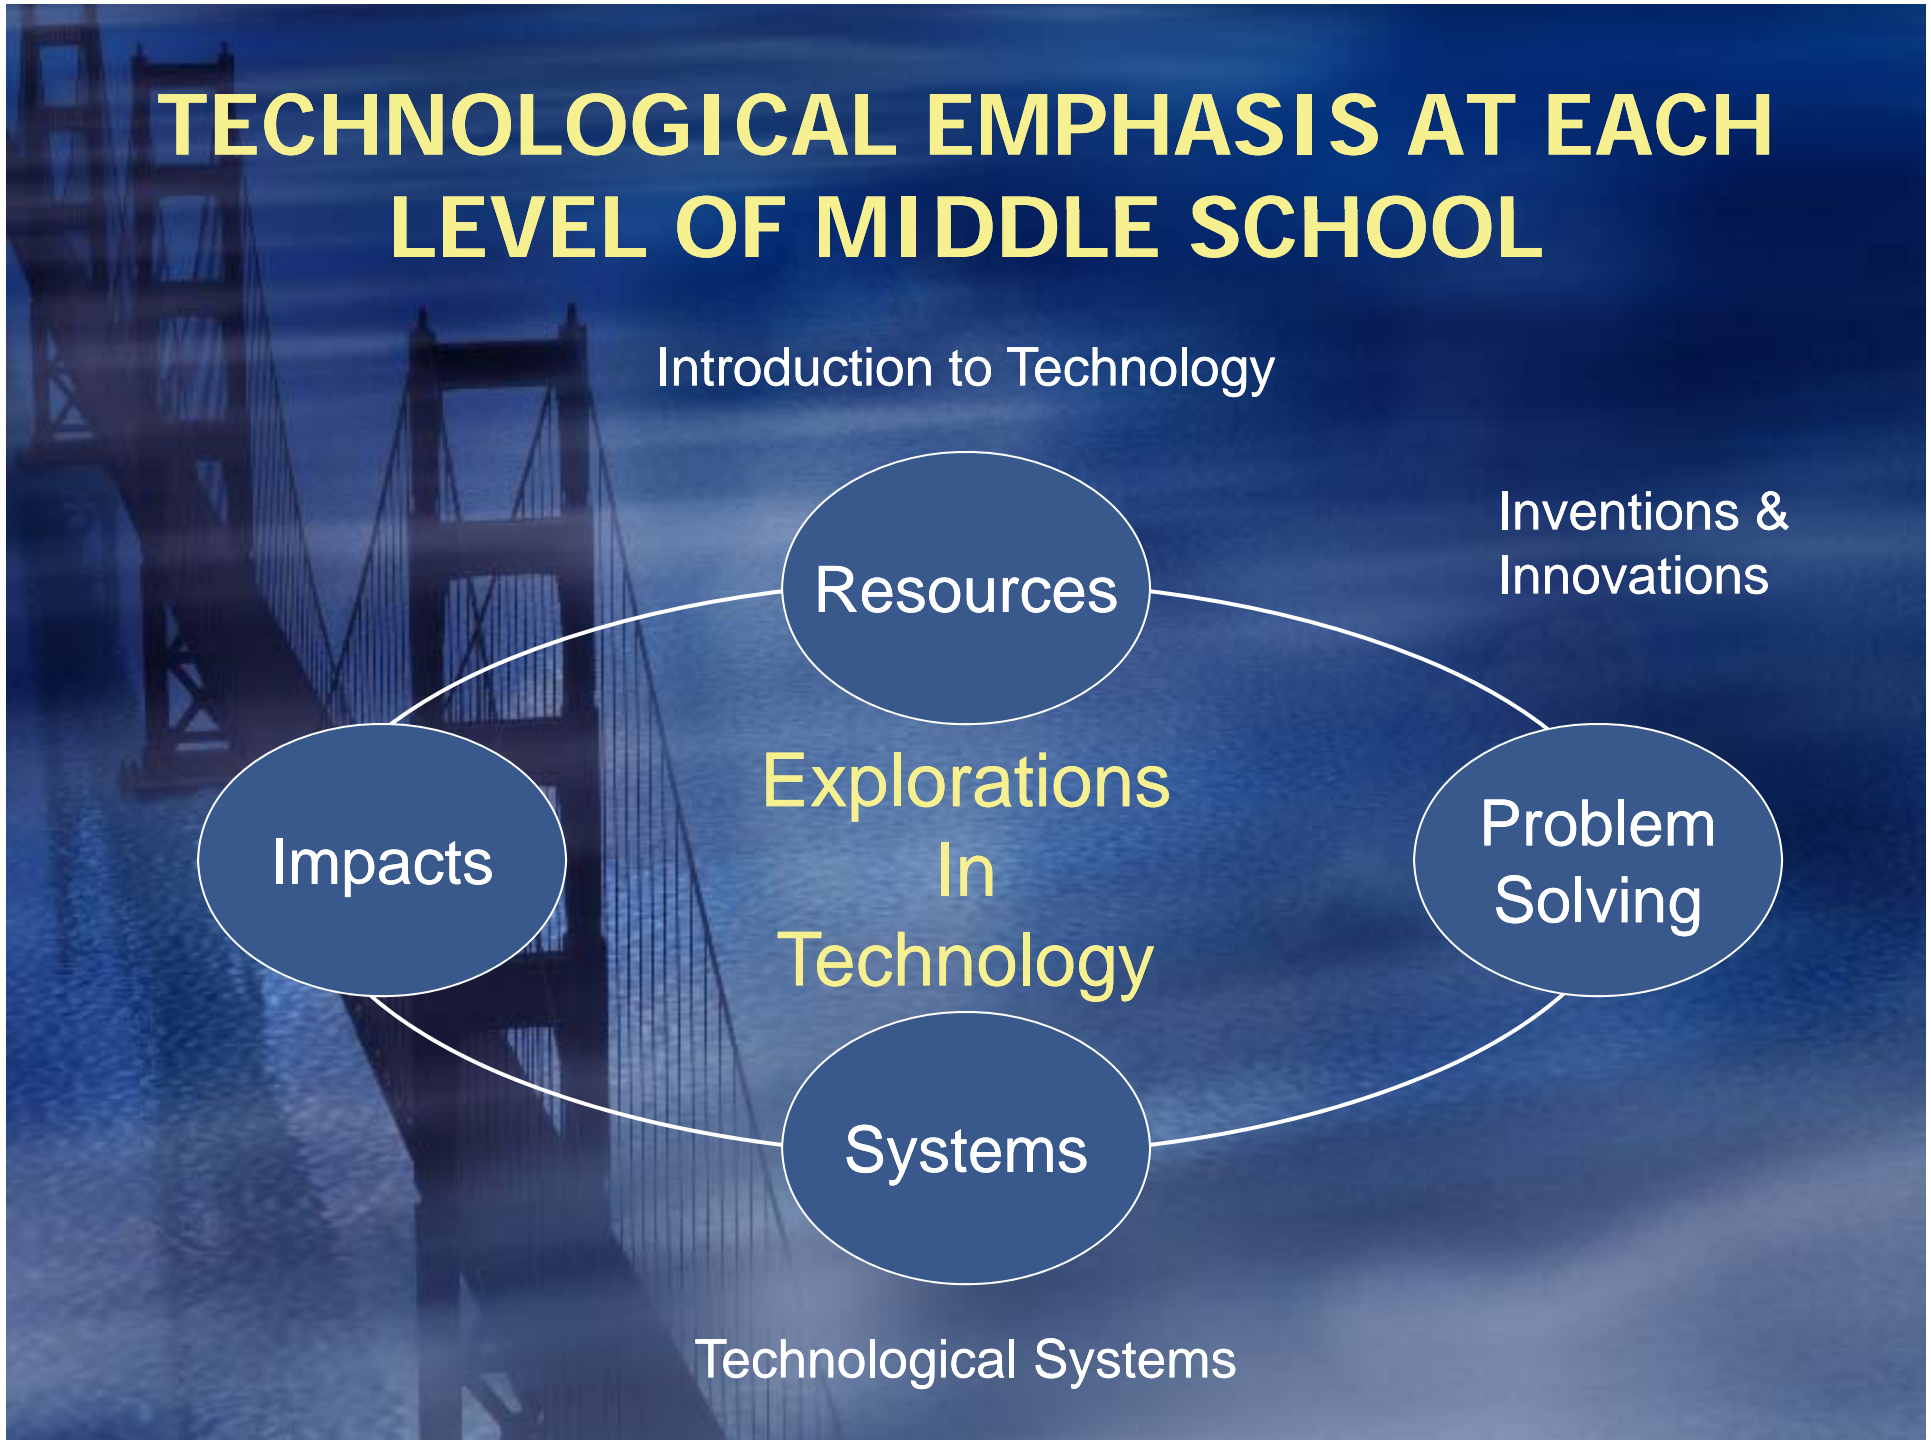 TECHNOLOGICAL EMPHASIS AT EACH
LEVEL OF MIDDLE SCHOOL
Introduction to Technology
Inventions &
Innovations
Resources
Impacts
Explorations
In
Technology
Problem
Solving
Systems
Technological Systems